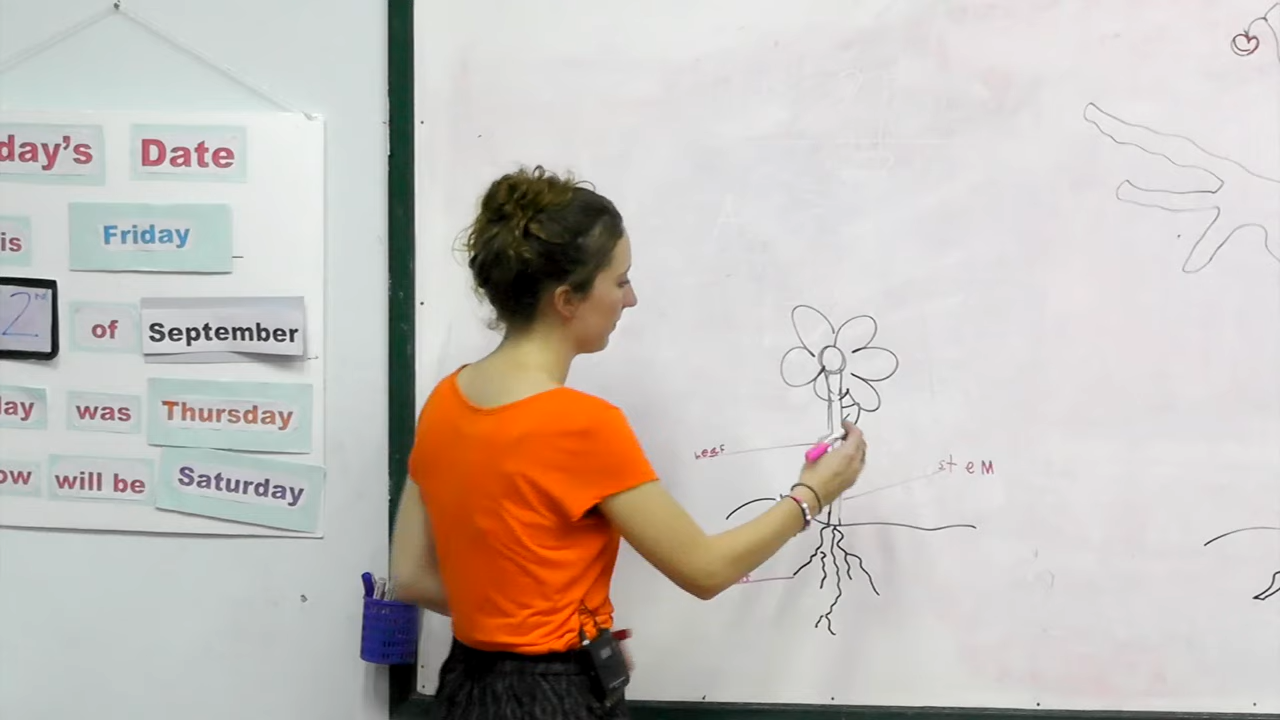 day's Date
is Friday
2nd of September
day was Thursday
ow will be Saturday
Leaf
steM